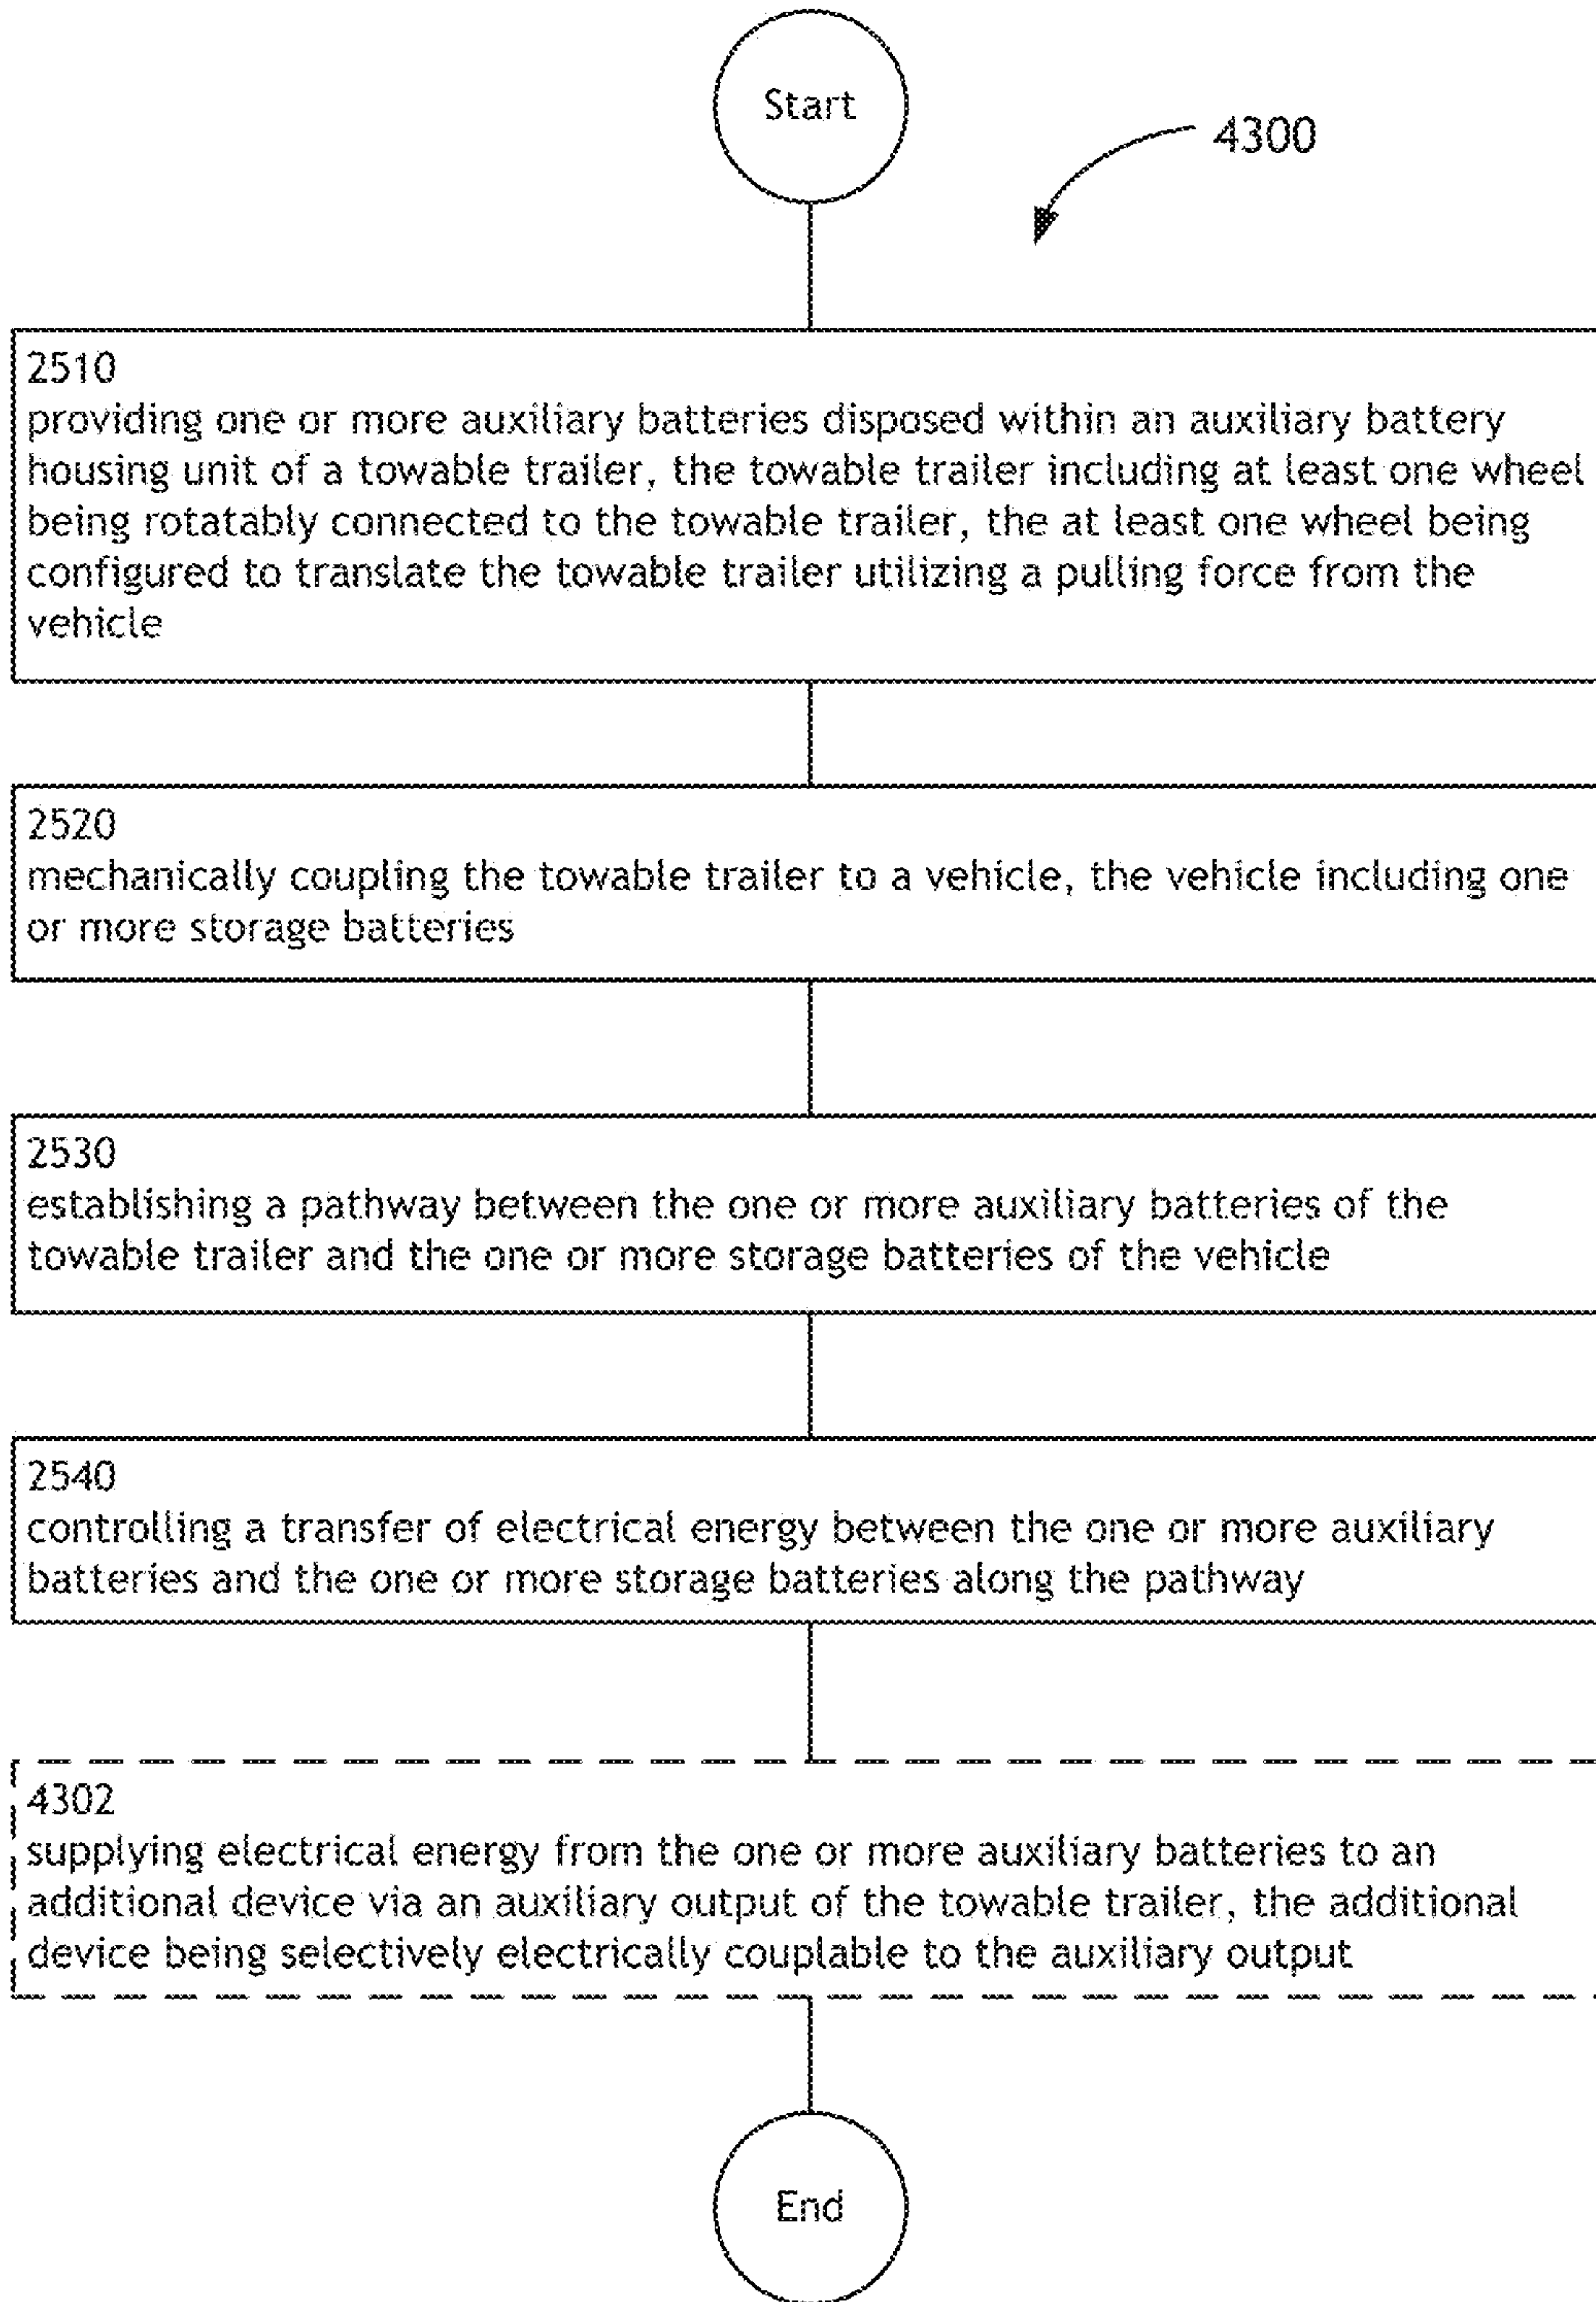 Start
4300
2510
providing one or more auxiliary batteries disposed within an auxiliary battery
housing unit of a towable trailer, the towable trailer including at least one wheel
being rotatably connected to the towable trailer, the at least one wheel being
configured to translate the towable trailer utilizing a pulling force from the
vehicle
2520
mechanically coupling the towable trailer to a vehicle, the vehicle including one
or more storage batteries
2530
establishing a pathway between the one or more auxiliary batteries of the
towable trailer and the one or more storage batteries of the vehicle
2540
controlling a transfer of electrical energy between the one or more auxiliary
batteries and the one or more storage batteries along the pathway
4302
supplying electrical energy from the one or more auxiliary batteries to an
additional device via an auxiliary output of the towable trailer, the additional
device being selectively electrically couplable to the auxiliary output
End